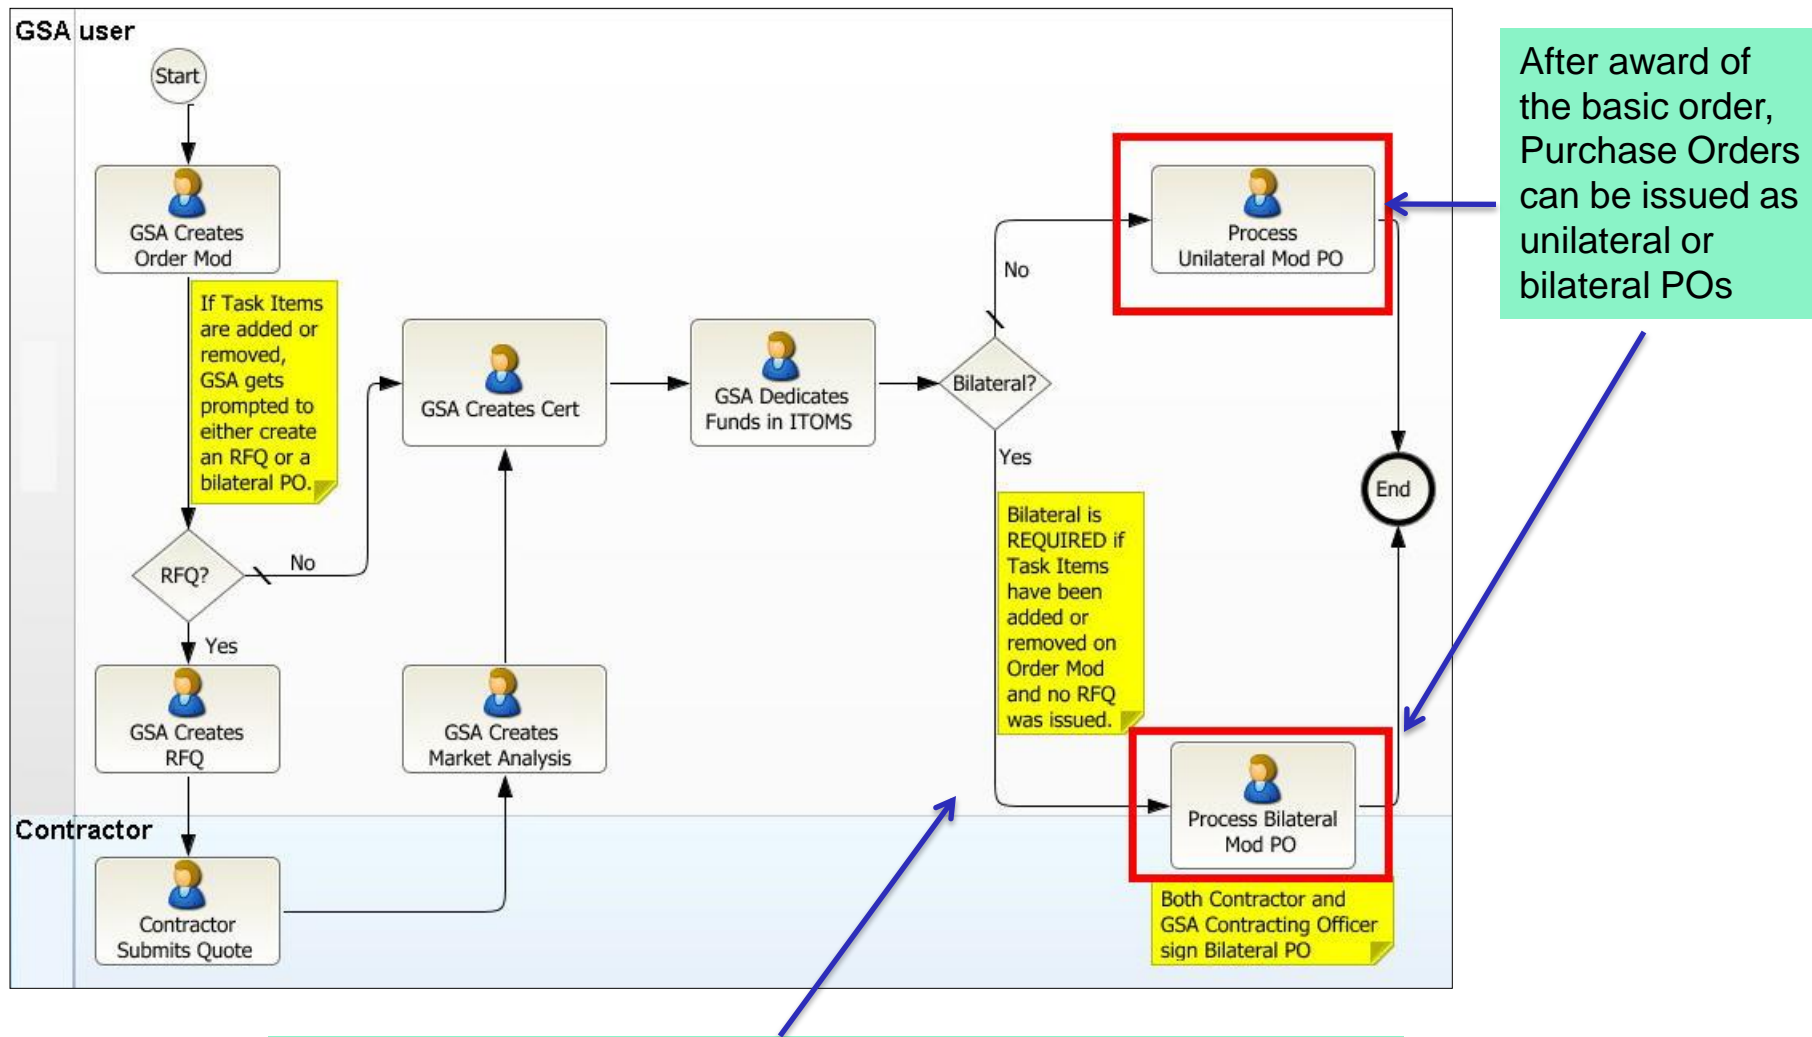 GSA user
Start
GSA Creates
Order Mod
If Task Items
are added or
removed,
GSA gets
prompted to
either create
an RFQ or a
bilateral PO.
RFQ?
No
Yes
GSA Creates
RFQ
Contractor
Contractor
Submits Quote
GSA Creates
Market Analysis
GSA Creates Cert
GSA Dedicates
Funds in ITOMS
Bilateral?
No
Process
Unilateral Mod PO
Yes
Bilateral is
REQUIRED if
Task Items
have been
added or
removed on
Order Mod
and no RFQ
was issued.
Process Bilateral
Mod PO
Both Contractor and
GSA Contracting Officer
sign Bilateral PO
End
After award of
the basic order,
Purchase Orders
can be issued as
unilateral or
bilateral POs